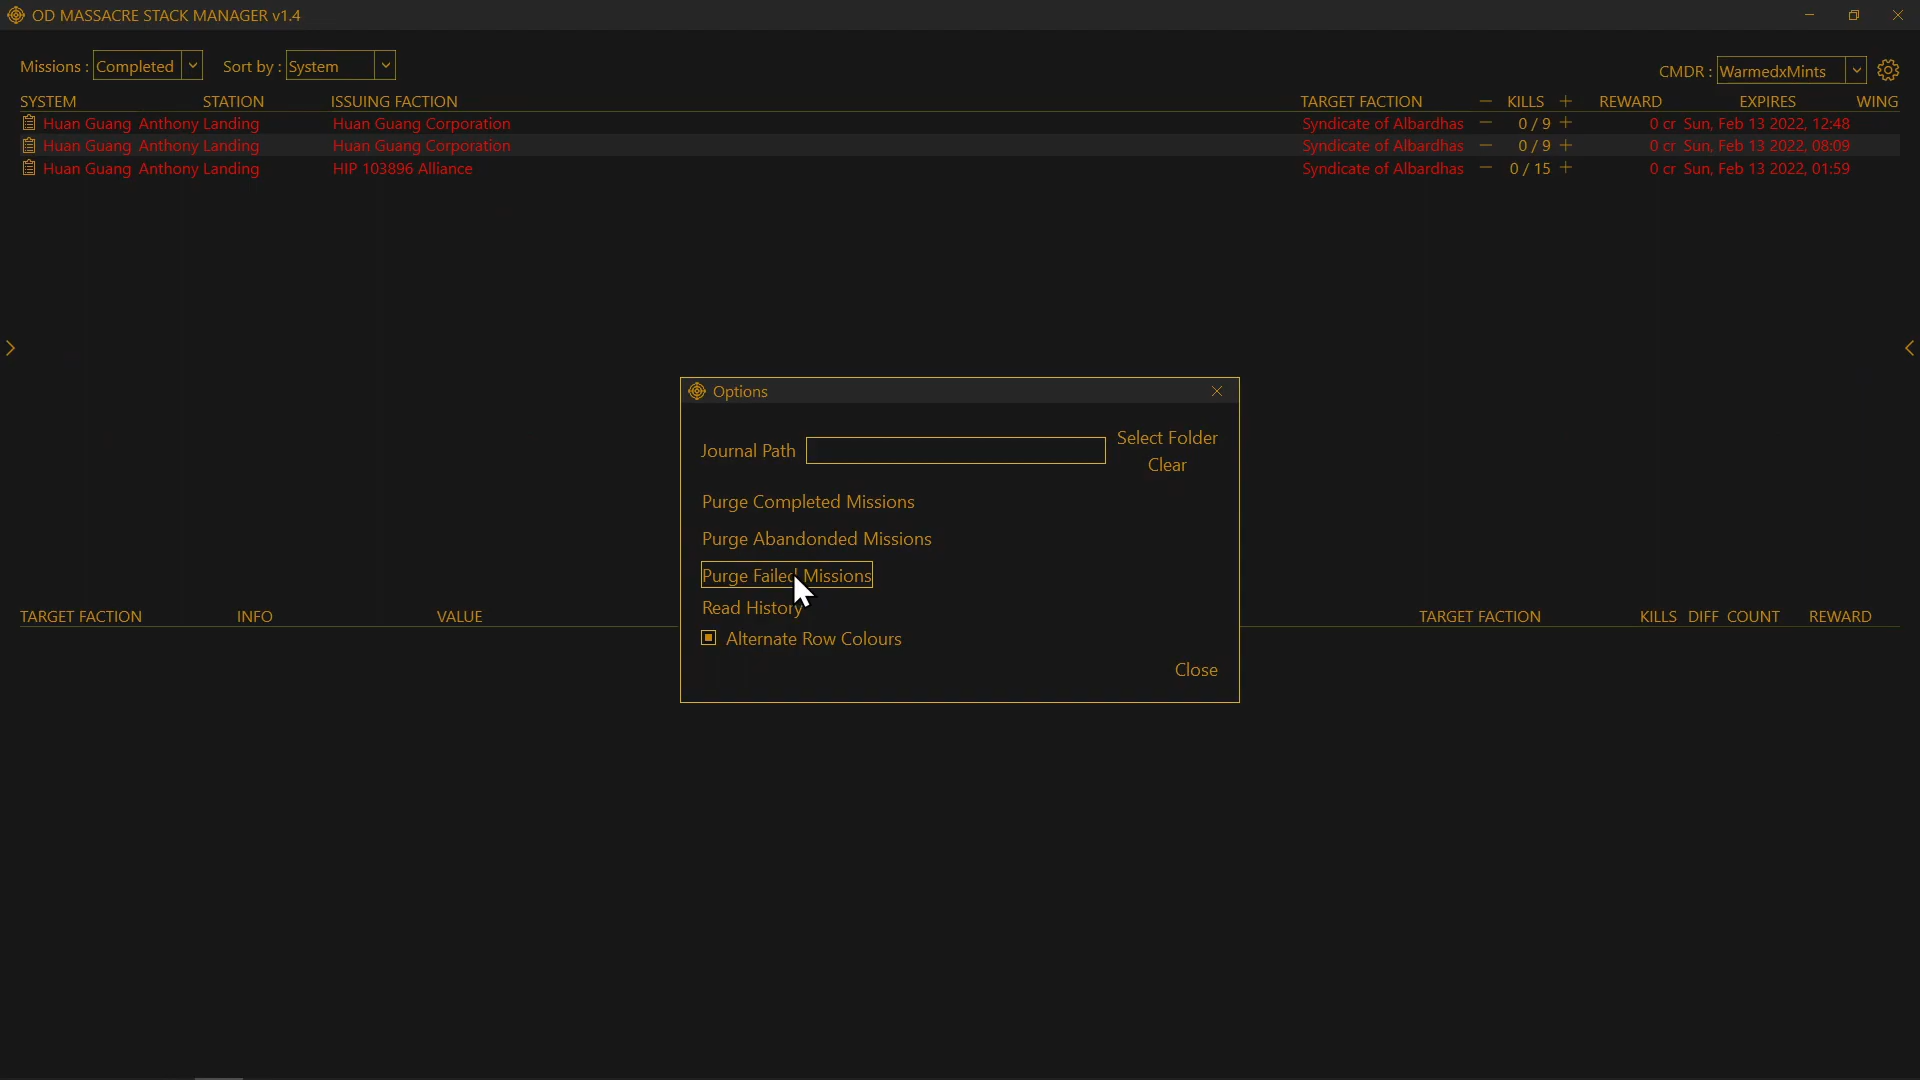 OD MASSACRE STACK MANAGER v1.4
Missions : Completed Sort by : System CMDR : WarmedxMints
SYSTEM STATION ISSUING FACTION TARGET FACTION − KILLS + REWARD EXPIRES WING
Huan Guang Anthony Landing Huan Guang Corporation Syndicate of Albardhas − 0 / 9 + 0 cr Sun, Feb 13 2022, 12:48
Huan Guang Anthony Landing Huan Guang Corporation Syndicate of Albardhas − 0 / 9 + 0 cr Sun, Feb 13 2022, 08:09
Huan Guang Anthony Landing HIP 103896 Alliance Syndicate of Albardhas − 0 / 15 + 0 cr Sun, Feb 13 2022, 01:59
Options
Journal Path Select Folder
Clear
Purge Completed Missions
Purge Abandonded Missions
Purge Failed Missions
Read History
Alternate Row Colours
Close
TARGET FACTION INFO VALUE TARGET FACTION KILLS DIFF COUNT REWARD